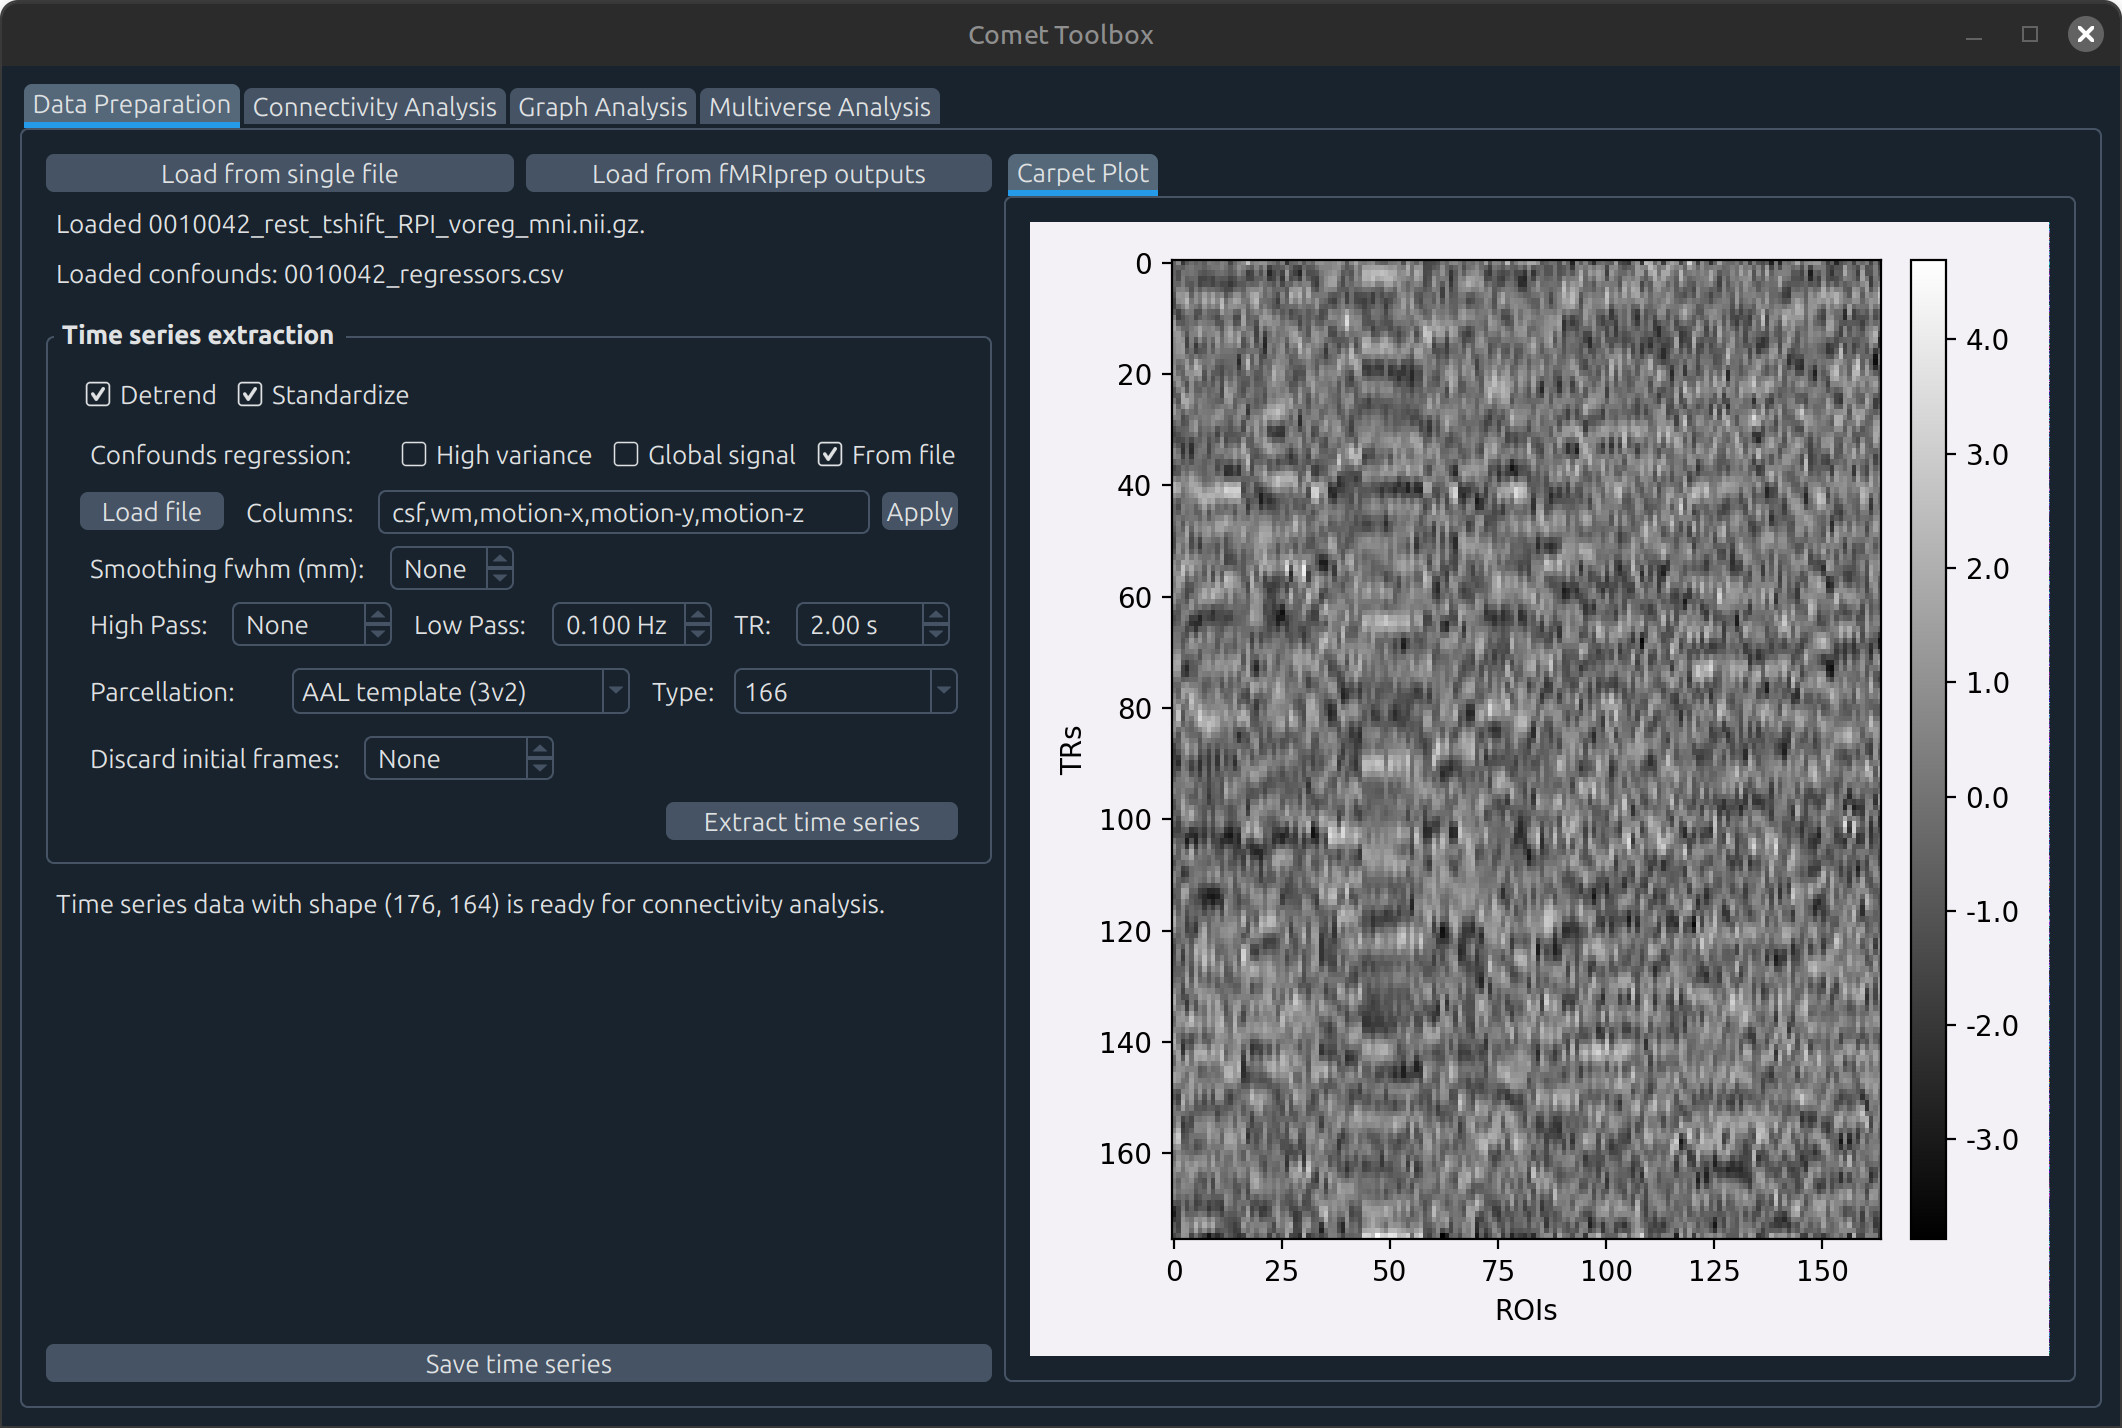 Comet Toolbox
Data Preparation Connectivity Analysis Graph Analysis Multiverse Analysis
Load from single file Load from fMRIprep outputs
Loaded 0010042_rest_tshift_RPI_voreg_mni.nii.gz.
Loaded confounds: 0010042_regressors.csv
Time series extraction
Detrend Standardize
Confounds regression: High variance Global signal From file
Load file Columns: csf,wm,motion-x,motion-y,motion-z Apply
Smoothing fwhm (mm): None
High Pass: None Low Pass: 0.100 Hz TR: 2.00 s
Parcellation: AAL template (3v2) Type: 166
Discard initial frames: None
Extract time series
Time series data with shape (176, 164) is ready for connectivity analysis.
Save time series
Carpet Plot
0
20
40
60
80
100
120
140
160
TRs
0 25 50 75 100 125 150
ROIs
4.0
3.0
2.0
1.0
0.0
-1.0
-2.0
-3.0